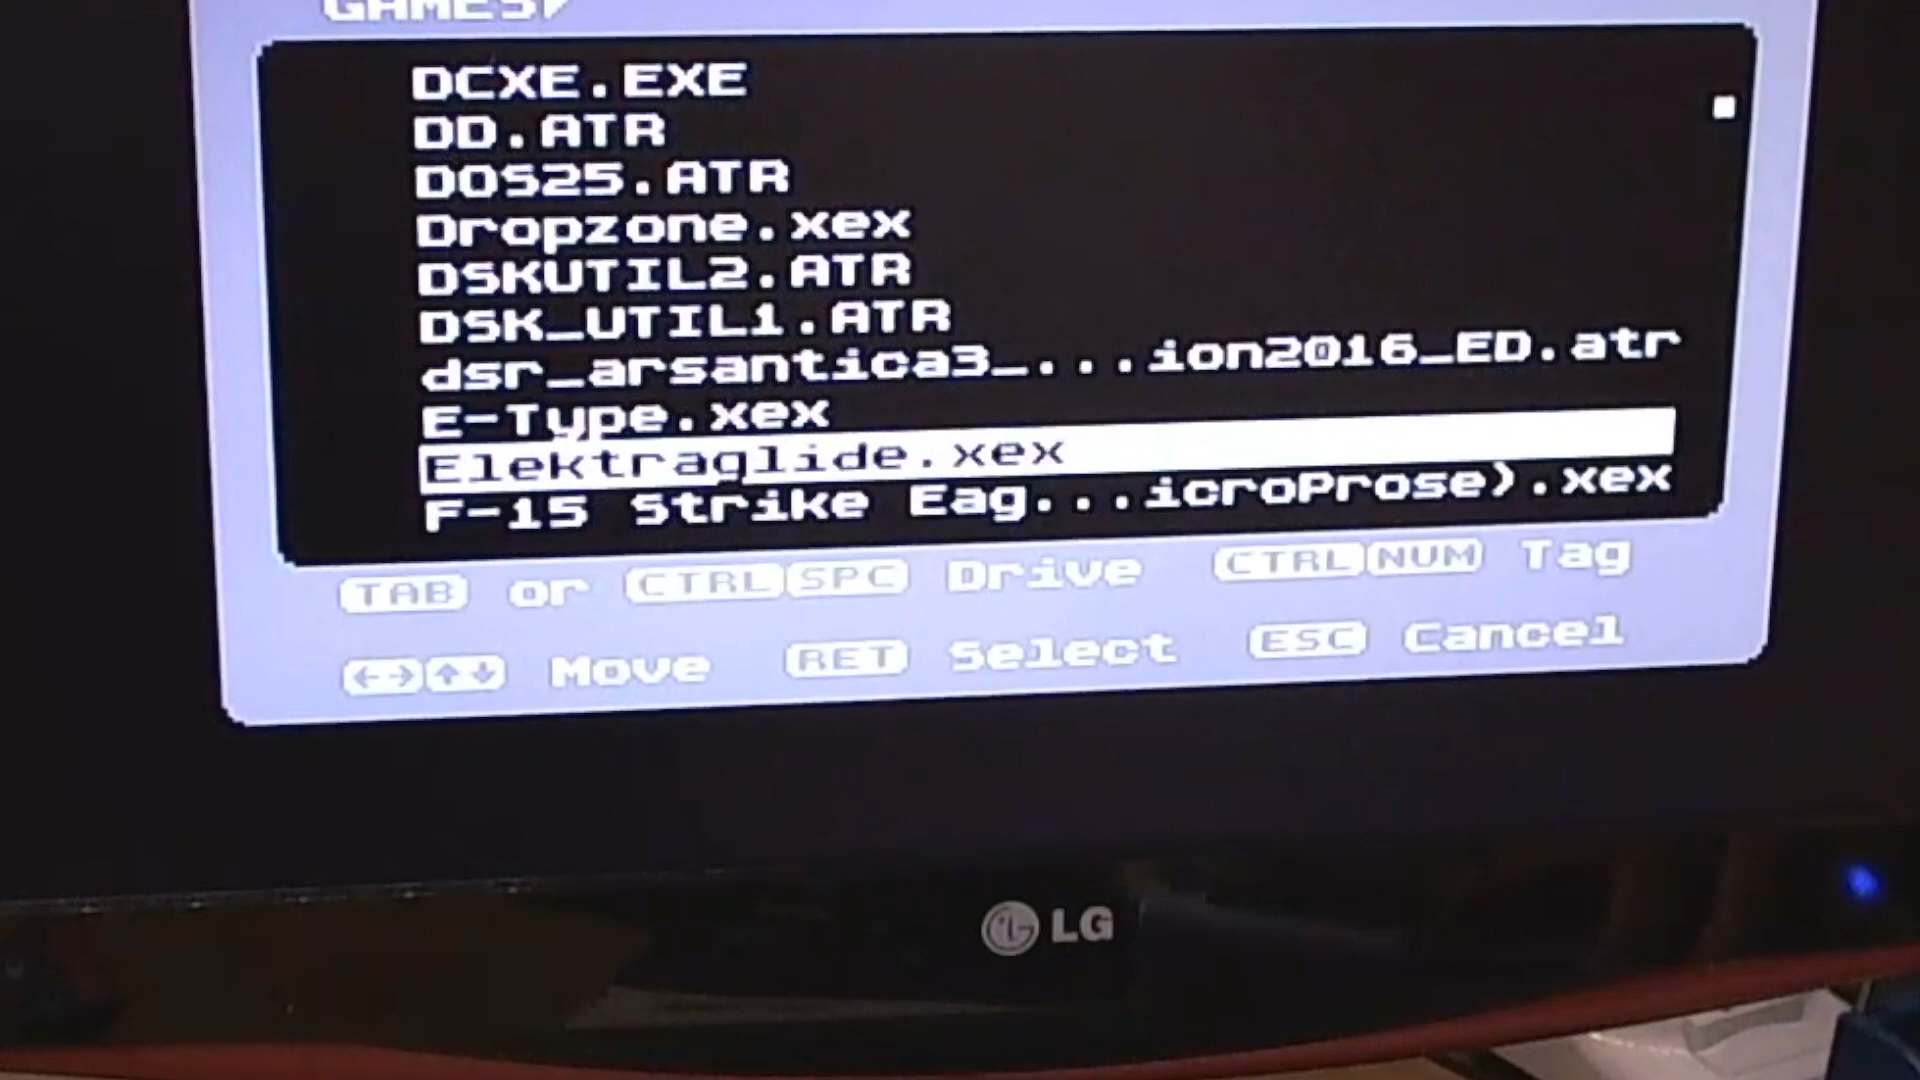 GAMES
DCXE.EXE
DD.ATR
DOS25.ATR
Dropzone.xex
DSKUTIL2.ATR
DSK_UTIL1.ATR
dsr_arsantica3_...ion2016_ED.atr
E-Type.xex
Elektraglide.xex
F-15 Strike Eag...icroProse).xex
TAB or CTRL SPC Drive CTRL NUM Tag
←→ ↑↓ Move RET Select ESC Cancel
LG